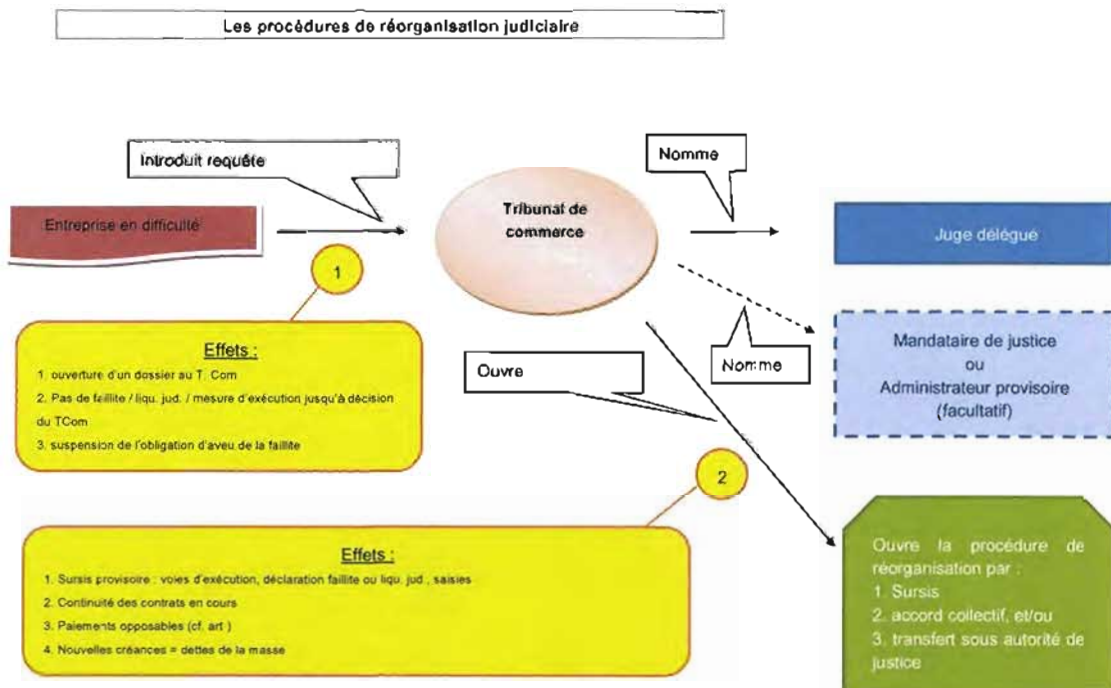 Les procédures de réorganisation judiciaire
Introduit requête
Nomme
Entreprise en difficulté
Tribunal de
commerce
Juge délégué
1
Effets :
1. ouverture d'un dossier au T. Com
2. Pas de faillite / liqu. jud. / mesure d'exécution jusqu'à décision
du TCom
3. suspension de l'obligation d'aveu de la faillite
Ouvre
Nomme
Mandataire de justice
ou
Administrateur provisoire
(facultatif)
2
Effets :
1. Sursis provisoire : voies d'exécution, déclaration faillite ou liqu. jud., saisies
2. Continuité des contrats en cours
3. Paiements opposables (cf. art )
4. Nouvelles créances = dettes de la masse
Ouvre la procédure de
réorganisation par :
1. Sursis
2. accord collectif, et/ou
3. transfert sous autorité de
justice